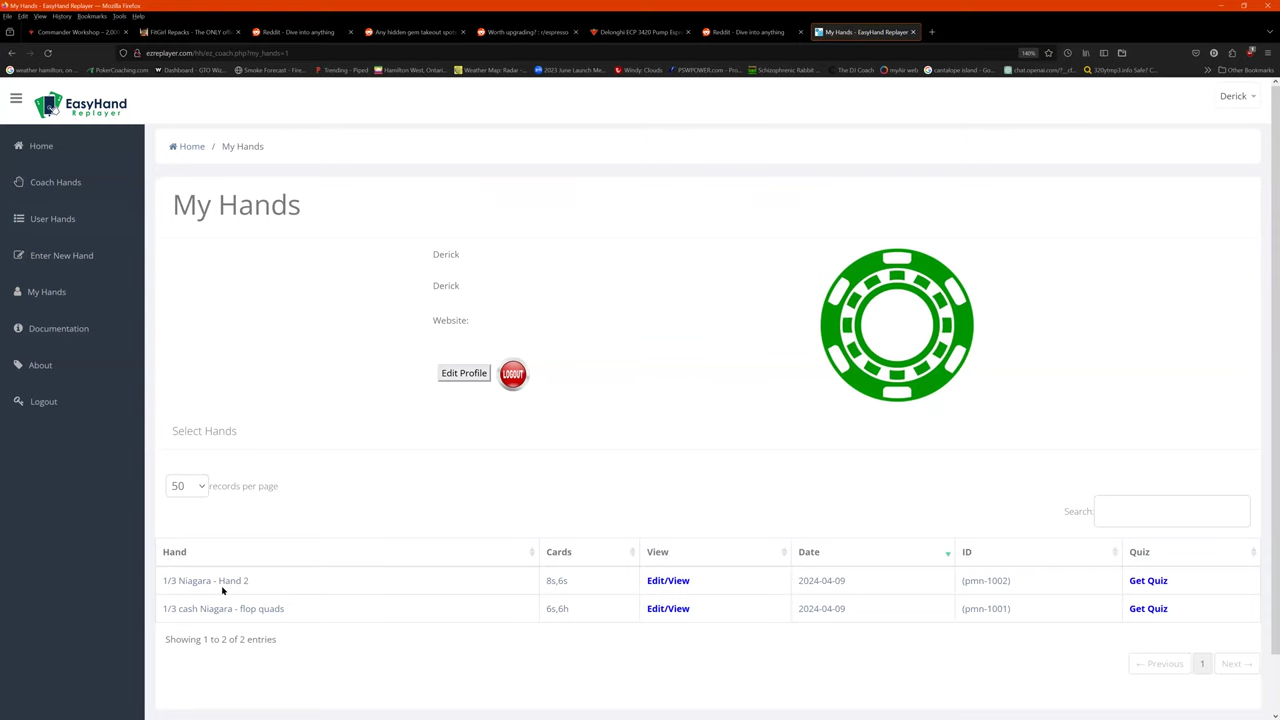 My Hands - EasyHand Replayer — Mozilla Firefox
File Edit View History Bookmarks Tools Help
Commander Workshop — 2,000 FitGirl Repacks - The ONLY of Reddit - Dive into anything Any hidden gem takeout spots Worth upgrading? : r/espresso Delonghi ECP 3420 Pump Espr Reddit - Dive into anything My Hands - EasyHand Replayer
ezreplayer.com/hh/ez_coach.php?my_hands=1 140%
weather hamilton, on ... PokerCoaching.com Dashboard - GTO Wiz... Smoke Forecast - Fire... Trending - Piped Hamilton West, Ontari... Weather Map: Radar -... 2023 June Launch Me... Windy: Clouds PSWPOWER.com - Pro... Schizophrenic Rabbit ... The DJ Coach myAir web cantalope island - Go... chat.openai.com/?_cf... 320ytmp3.info Safe? C... Other Bookmarks
EasyHand
Replayer
Derick
Home
Coach Hands
User Hands
Enter New Hand
My Hands
Documentation
About
Logout
Home / My Hands
My Hands
Derick
Derick
Website:
Edit Profile LOGOUT
Select Hands
50 records per page
Search:
Hand Cards View Date ID Quiz
1/3 Niagara - Hand 2 8s,6s Edit/View 2024-04-09 (pmn-1002) Get Quiz
1/3 cash Niagara - flop quads 6s,6h Edit/View 2024-04-09 (pmn-1001) Get Quiz
Showing 1 to 2 of 2 entries
← Previous 1 Next →